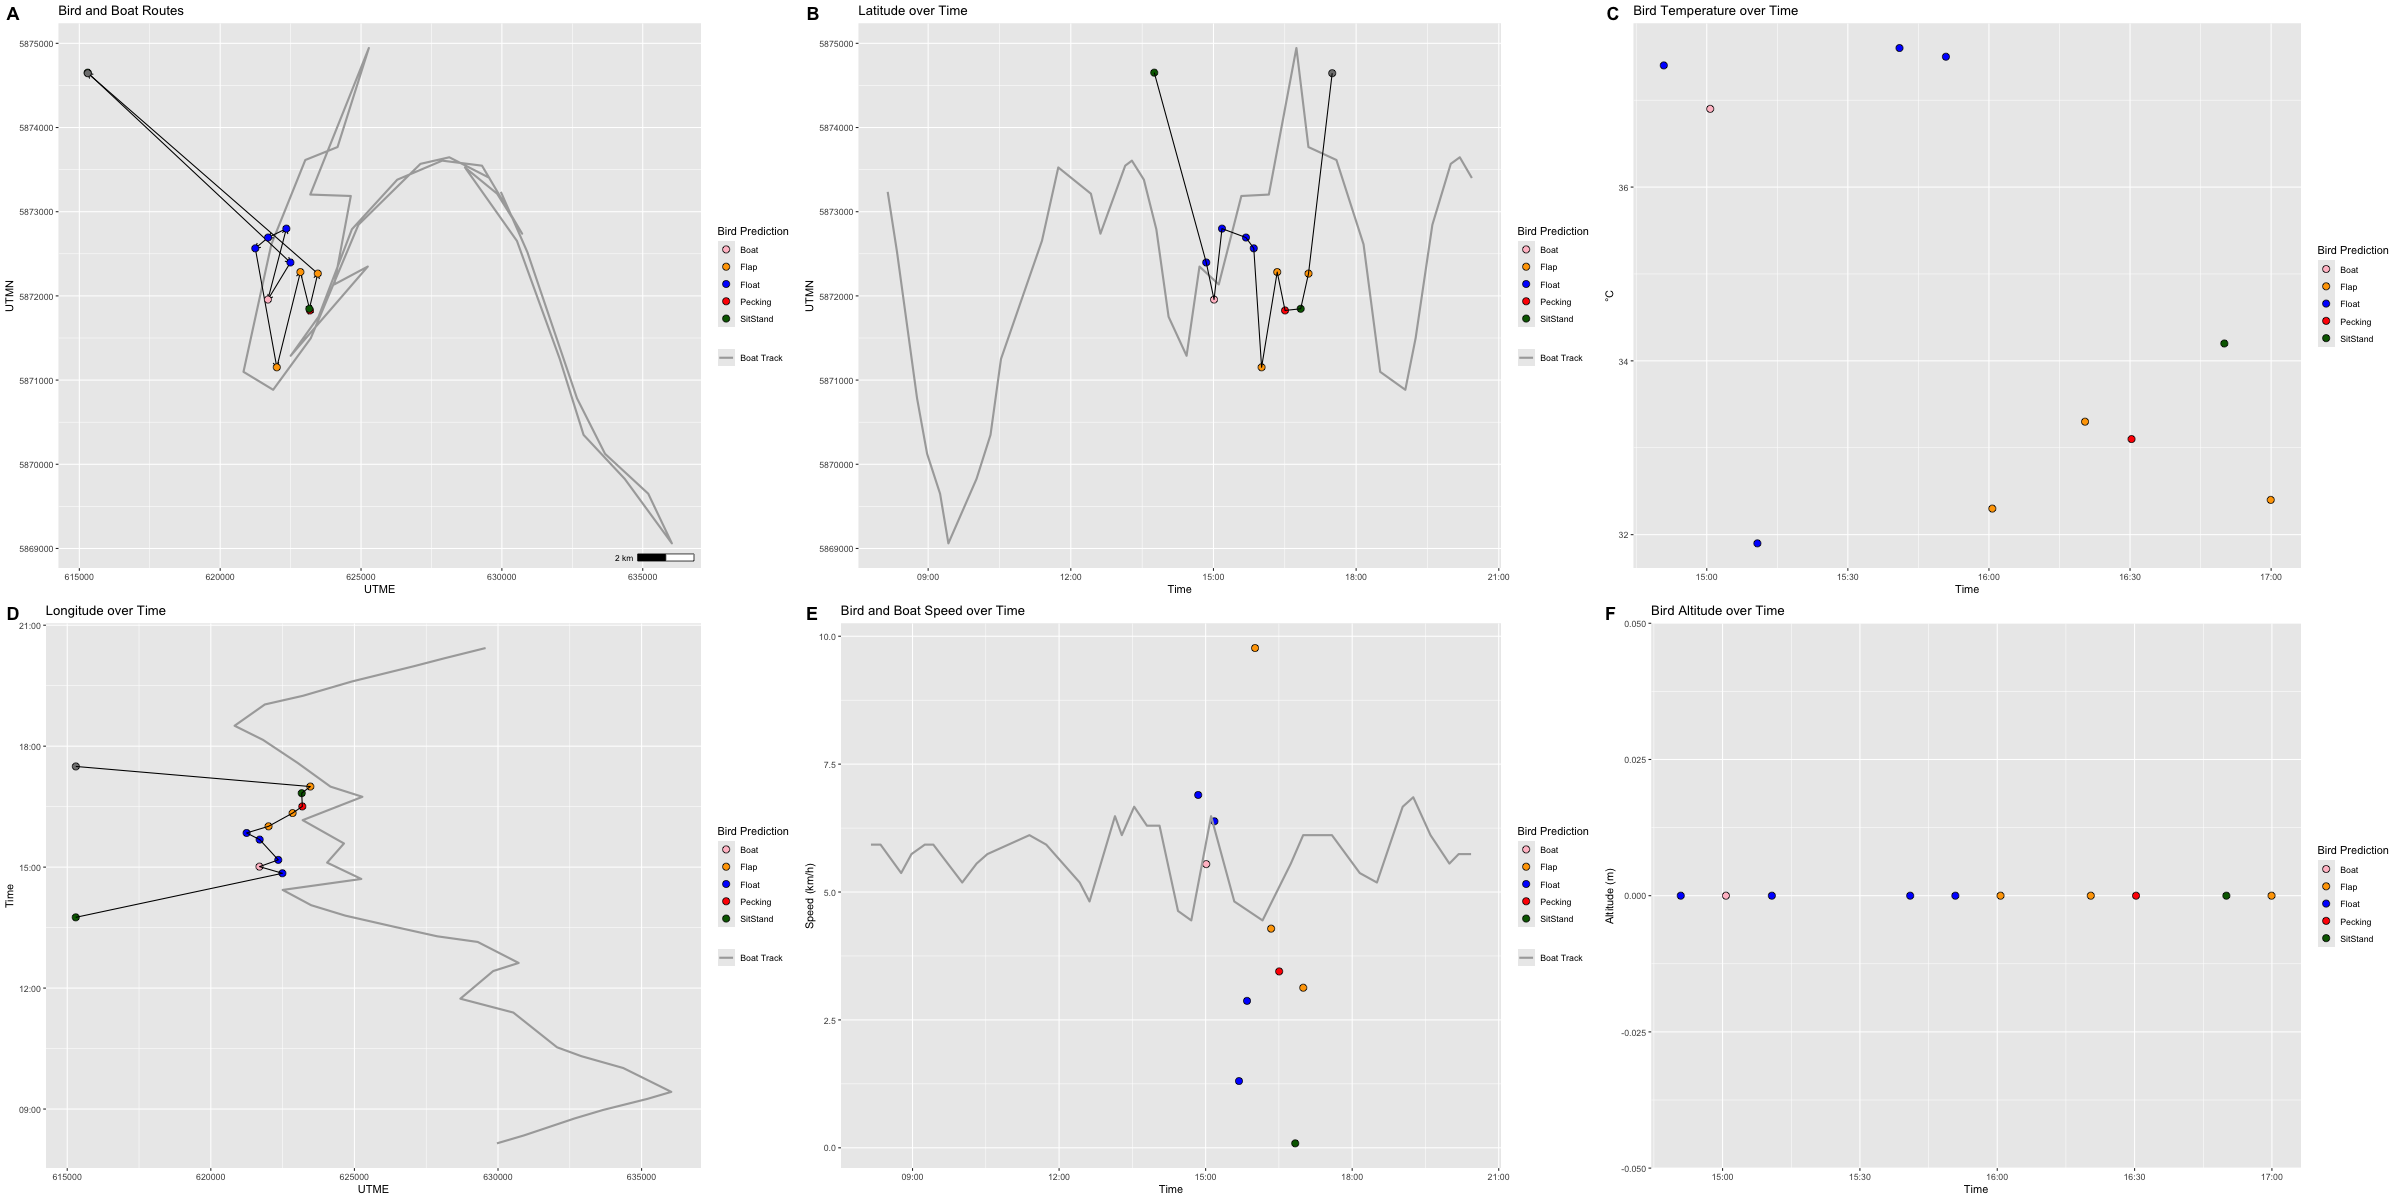 A Bird and Boat Routes
5875000
5874000
5873000
5872000
5871000
5870000
5869000
UTMN
615000 620000 625000 630000 635000
UTME
2 km
Bird Prediction
Boat
Flap
Float
Pecking
SitStand
Boat Track
B Latitude over Time
5875000
5874000
5873000
5872000
5871000
5870000
5869000
UTMN
09:00 12:00 15:00 18:00 21:00
Time
Bird Prediction
Boat
Flap
Float
Pecking
SitStand
Boat Track
C Bird Temperature over Time
36
34
32
°C
15:00 15:30 16:00 16:30 17:00
Time
Bird Prediction
Boat
Flap
Float
Pecking
SitStand
D Longitude over Time
21:00
18:00
15:00
12:00
09:00
Time
615000 620000 625000 630000 635000
UTME
Bird Prediction
Boat
Flap
Float
Pecking
SitStand
Boat Track
E Bird and Boat Speed over Time
10.0
7.5
5.0
2.5
0.0
Speed (km/h)
09:00 12:00 15:00 18:00 21:00
Time
Bird Prediction
Boat
Flap
Float
Pecking
SitStand
Boat Track
F Bird Altitude over Time
0.050
0.025
0.000
-0.025
-0.050
Altitude (m)
15:00 15:30 16:00 16:30 17:00
Time
Bird Prediction
Boat
Flap
Float
Pecking
SitStand